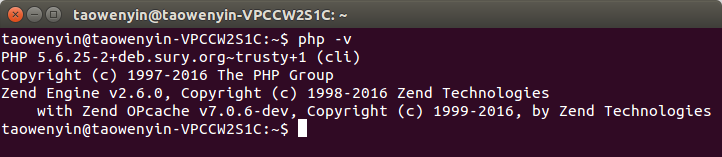 taowenyin@taowenyin-VPCCW2S1C: ~
taowenyin@taowenyin-VPCCW2S1C:~$ php -v
PHP 5.6.25-2+deb.sury.org~trusty+1 (cli)
Copyright (c) 1997-2016 The PHP Group
Zend Engine v2.6.0, Copyright (c) 1998-2016 Zend Technologies
    with Zend OPcache v7.0.6-dev, Copyright (c) 1999-2016, by Zend Technologies
taowenyin@taowenyin-VPCCW2S1C:~$